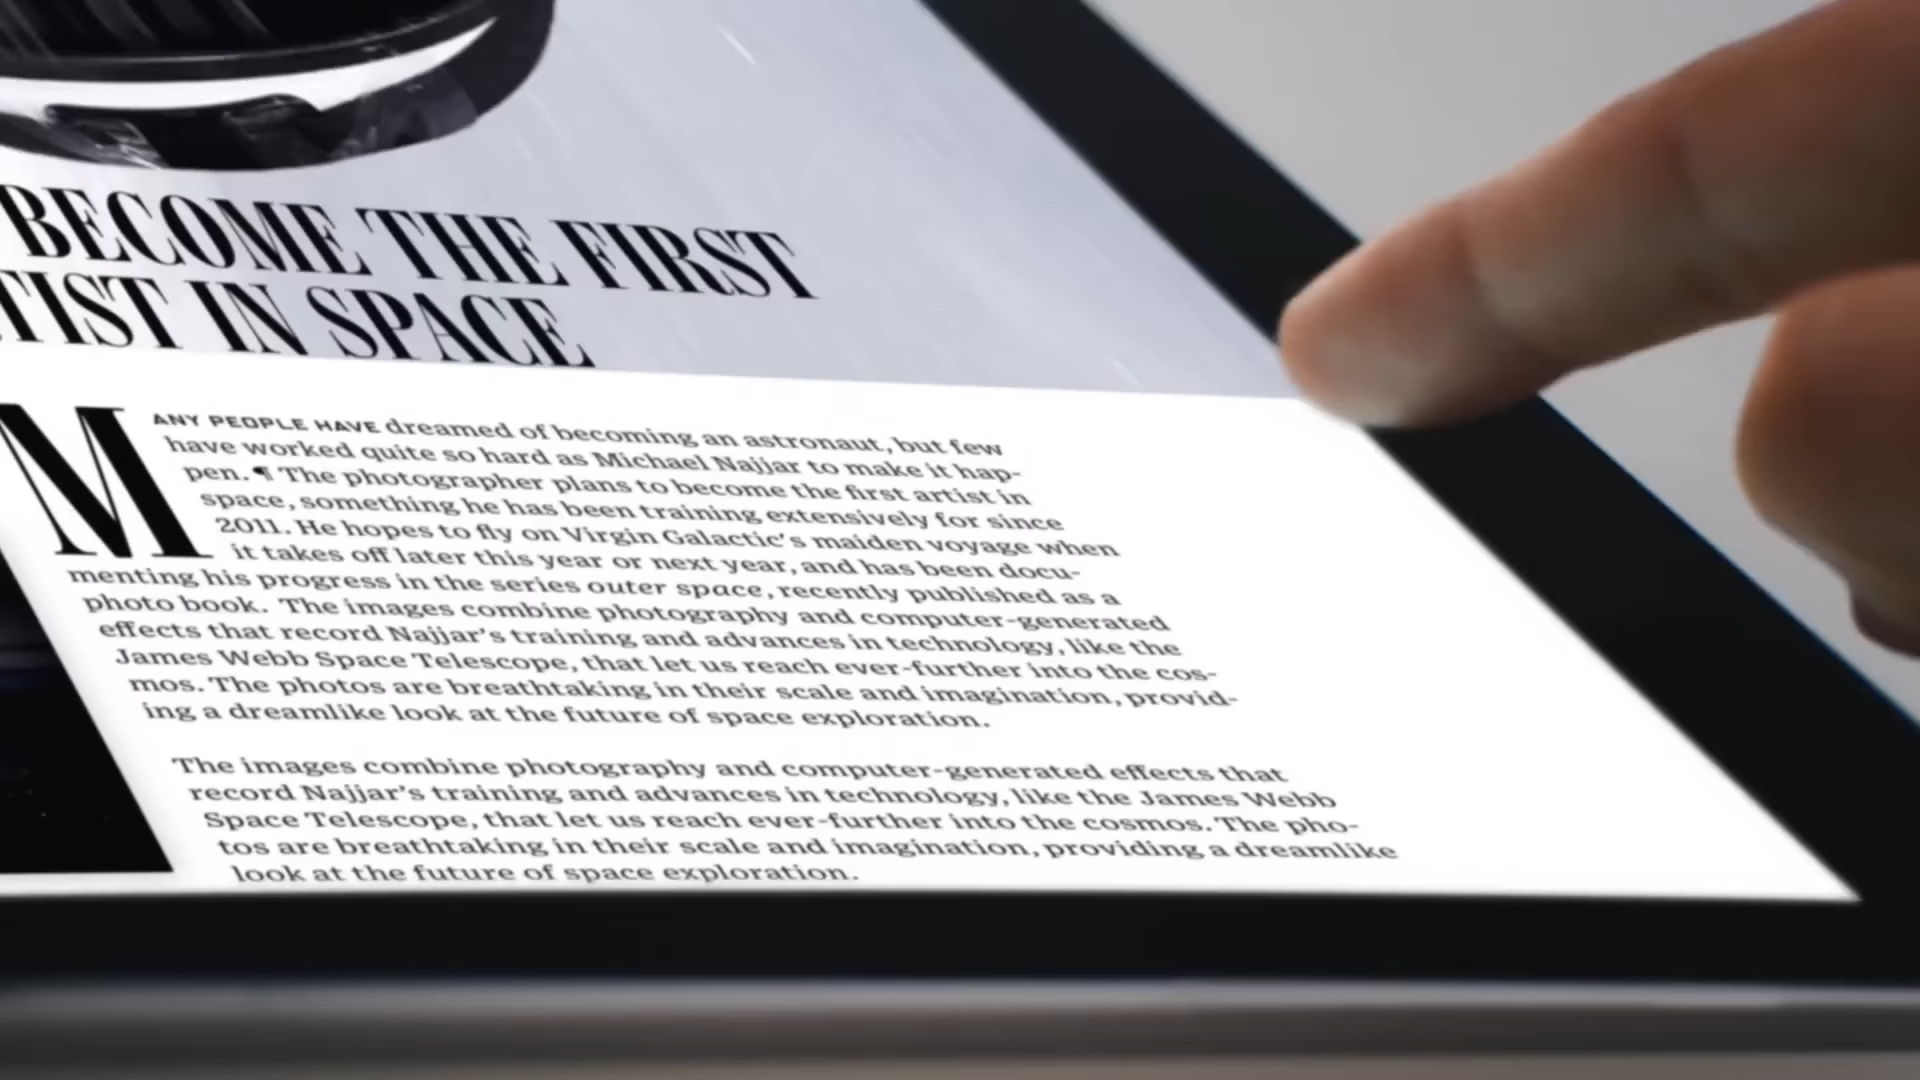 BECOME THE FIRST
TIST IN SPACE
MANY PEOPLE HAVE dreamed of becoming an astronaut, but few
have worked quite so hard as Michael Najjar to make it hap-
pen. ¶ The photographer plans to become the first artist in
space, something he has been training extensively for since
2011. He hopes to fly on Virgin Galactic’s maiden voyage when
it takes off later this year or next year, and has been docu-
menting his progress in the series outer space, recently published as a
photo book. The images combine photography and computer-generated
effects that record Najjar’s training and advances in technology, like the
James Webb Space Telescope, that let us reach ever-further into the cos-
mos. The photos are breathtaking in their scale and imagination, provid-
ing a dreamlike look at the future of space exploration.
The images combine photography and computer-generated effects that
record Najjar’s training and advances in technology, like the James Webb
Space Telescope, that let us reach ever-further into the cosmos. The pho-
tos are breathtaking in their scale and imagination, providing a dreamlike
look at the future of space exploration.